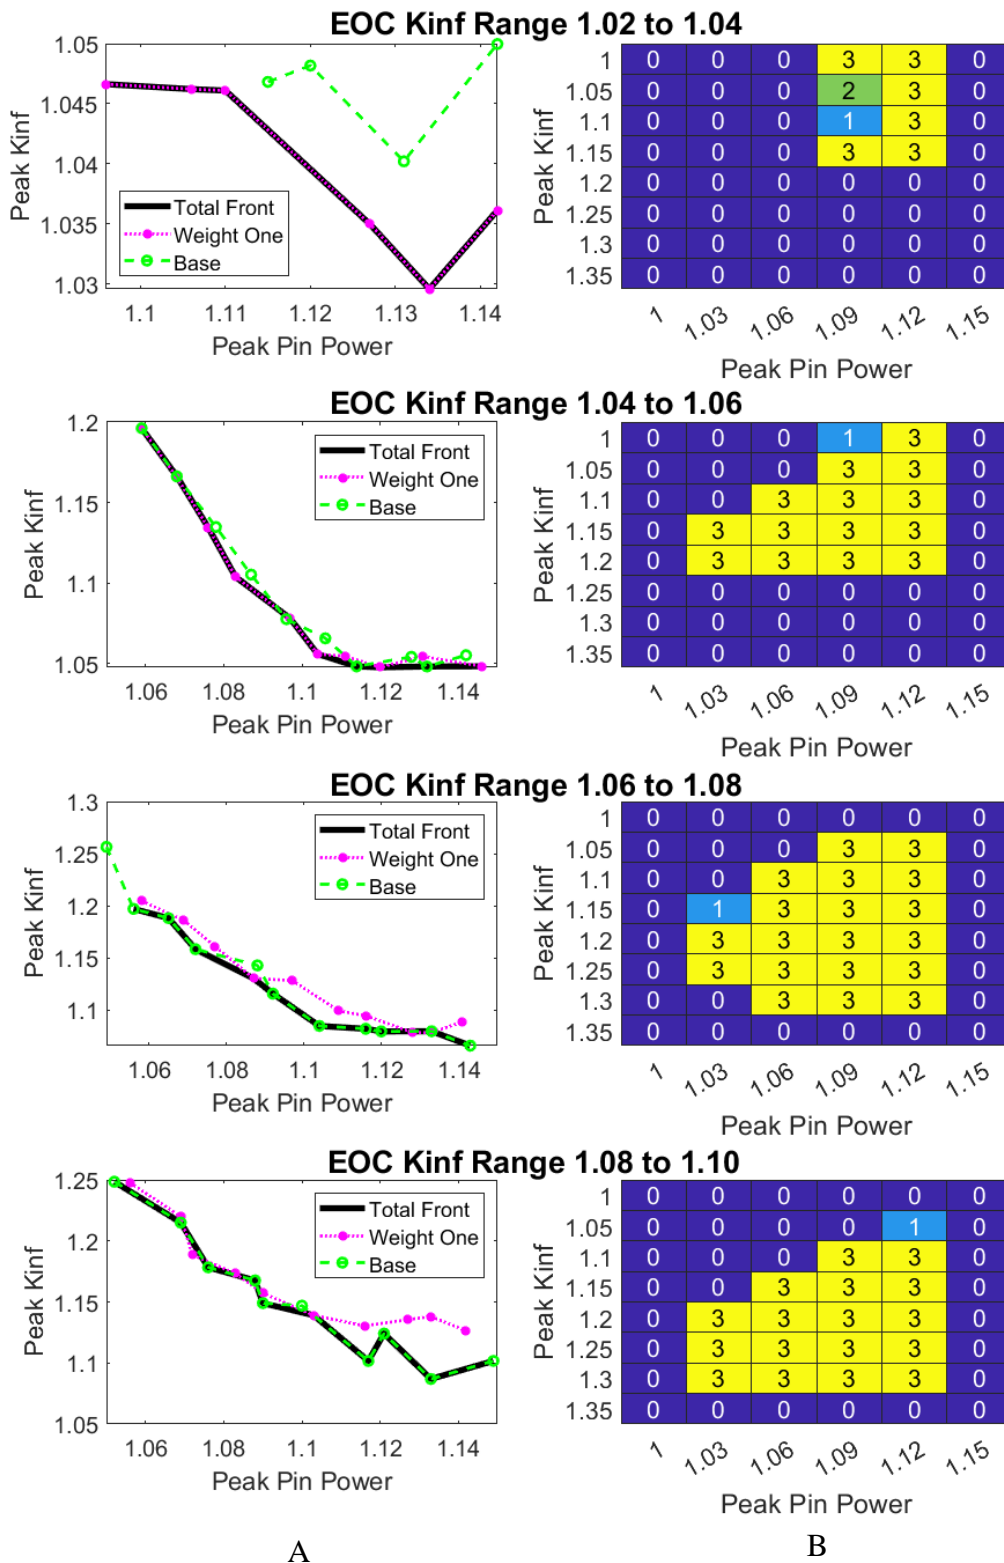 EOC Kinf Range 1.02 to 1.04
1.05
1.045
1.04
1.035
1.03
Peak Kinf
Total Front
Weight One
Base
1.1 1.11 1.12 1.13 1.14
Peak Pin Power
Peak Kinf
1 0 0 0 3 3 0
1.05 0 0 0 2 3 0
1.1 0 0 0 1 3 0
1.15 0 0 0 3 3 0
1.2 0 0 0 0 0 0
1.25 0 0 0 0 0 0
1.3 0 0 0 0 0 0
1.35 0 0 0 0 0 0
1 1.03 1.06 1.09 1.12 1.15
Peak Pin Power
EOC Kinf Range 1.04 to 1.06
1.2
1.15
1.1
1.05
Peak Kinf
Total Front
Weight One
Base
1.06 1.08 1.1 1.12 1.14
Peak Pin Power
Peak Kinf
1 0 0 0 1 3 0
1.05 0 0 0 3 3 0
1.1 0 0 3 3 3 0
1.15 0 3 3 3 3 0
1.2 0 3 3 3 3 0
1.25 0 0 0 0 0 0
1.3 0 0 0 0 0 0
1.35 0 0 0 0 0 0
1 1.03 1.06 1.09 1.12 1.15
Peak Pin Power
EOC Kinf Range 1.06 to 1.08
1.3
1.25
1.2
1.15
1.1
Peak Kinf
Total Front
Weight One
Base
1.06 1.08 1.1 1.12 1.14
Peak Pin Power
Peak Kinf
1 0 0 0 0 0 0
1.05 0 0 0 3 3 0
1.1 0 0 3 3 3 0
1.15 0 1 3 3 3 0
1.2 0 3 3 3 3 0
1.25 0 3 3 3 3 0
1.3 0 0 3 3 3 0
1.35 0 0 0 0 0 0
1 1.03 1.06 1.09 1.12 1.15
Peak Pin Power
EOC Kinf Range 1.08 to 1.10
1.25
1.2
1.15
1.1
1.05
Peak Kinf
Total Front
Weight One
Base
1.06 1.08 1.1 1.12 1.14
Peak Pin Power
Peak Kinf
1 0 0 0 0 0 0
1.05 0 0 0 0 1 0
1.1 0 0 0 3 3 0
1.15 0 0 3 3 3 0
1.2 0 3 3 3 3 0
1.25 0 3 3 3 3 0
1.3 0 3 3 3 3 0
1.35 0 0 0 0 0 0
1 1.03 1.06 1.09 1.12 1.15
Peak Pin Power
A
B